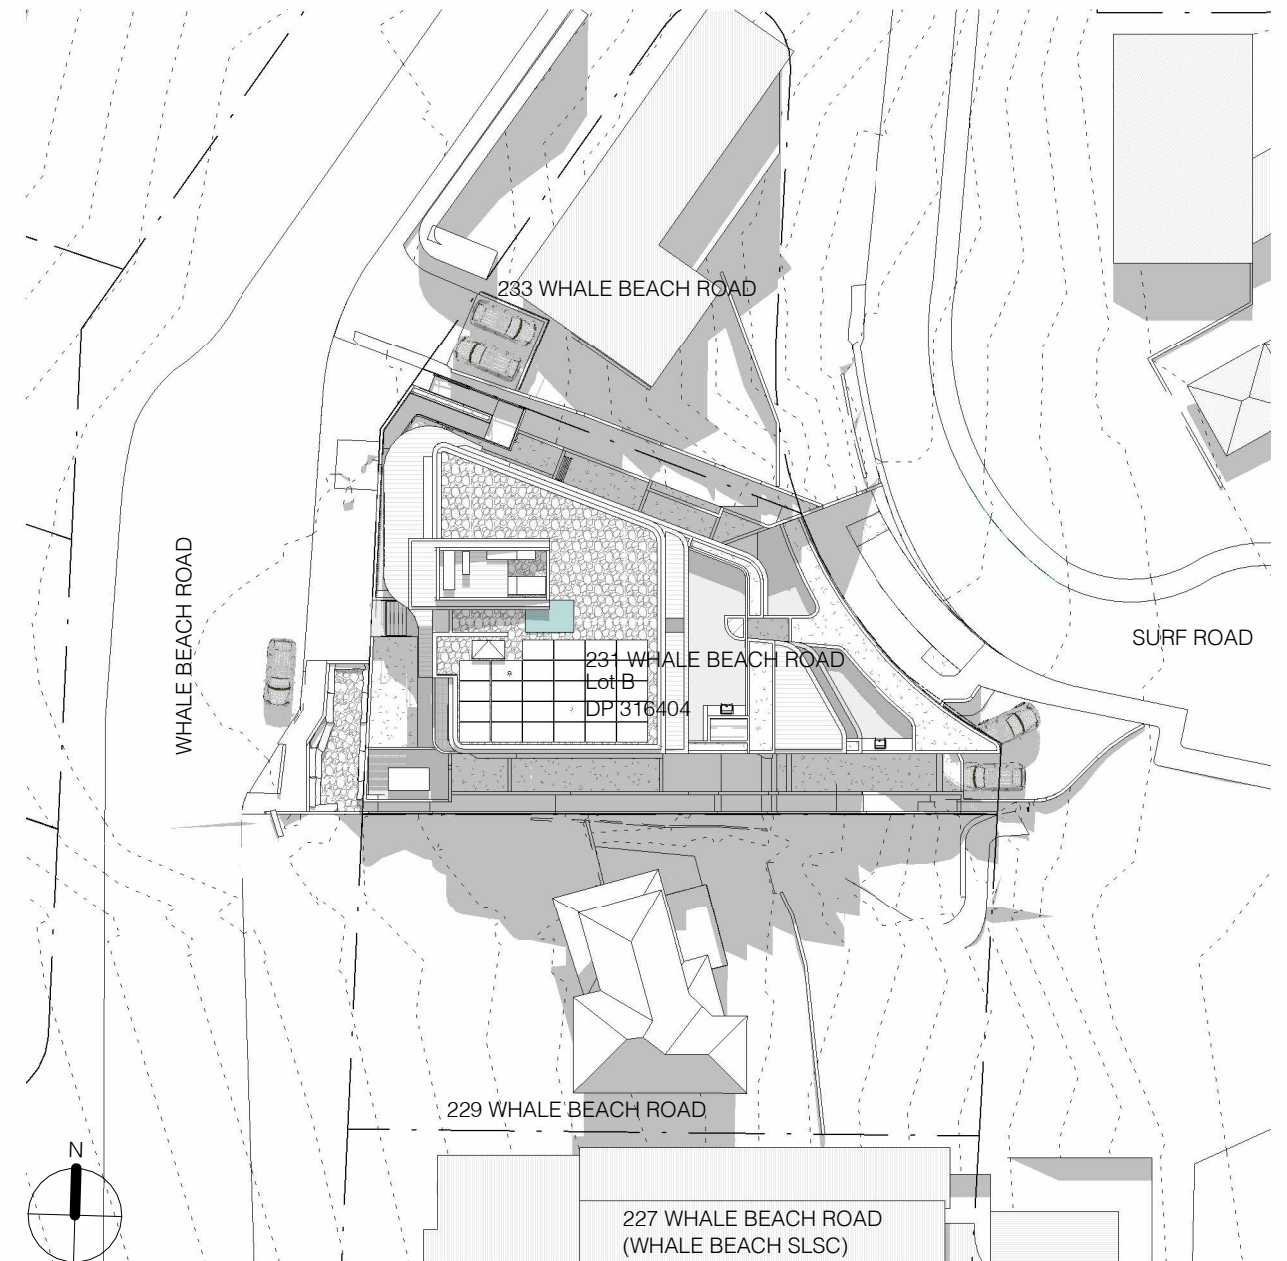 233 WHALE BEACH ROAD
WHALE BEACH ROAD
SURF ROAD
231 WHALE BEACH ROAD
Lot B
DP 316404
229 WHALE BEACH ROAD
N
227 WHALE BEACH ROAD
(WHALE BEACH SLSC)